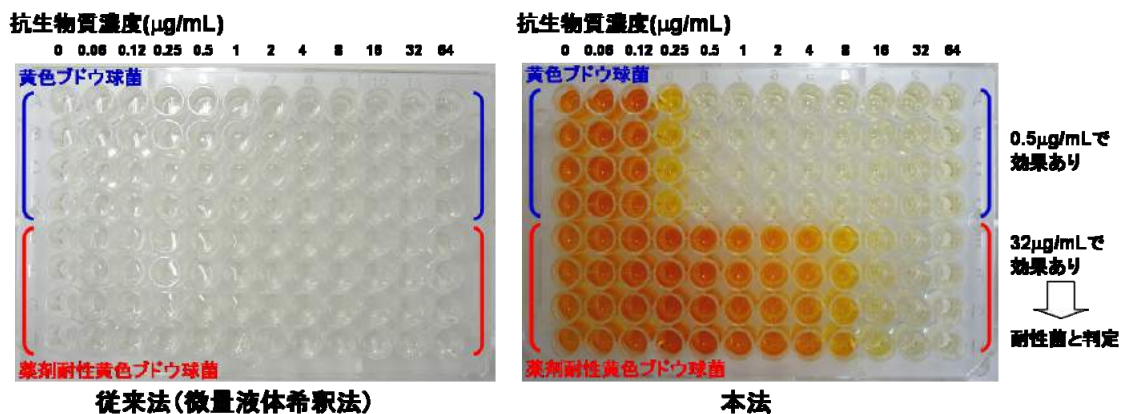 抗生物質濃度(μg/mL)
0 0.06 0.12 0.25 0.5 1 2 4 8 16 32 64
黄色ブドウ球菌
薬剤耐性黄色ブドウ球菌
従来法(微量液体希釈法)
抗生物質濃度(μg/mL)
0 0.06 0.12 0.25 0.5 1 2 4 8 16 32 64
黄色ブドウ球菌
薬剤耐性黄色ブドウ球菌
本法
0.5μg/mLで
効果あり
32μg/mLで
効果あり
耐性菌と判定